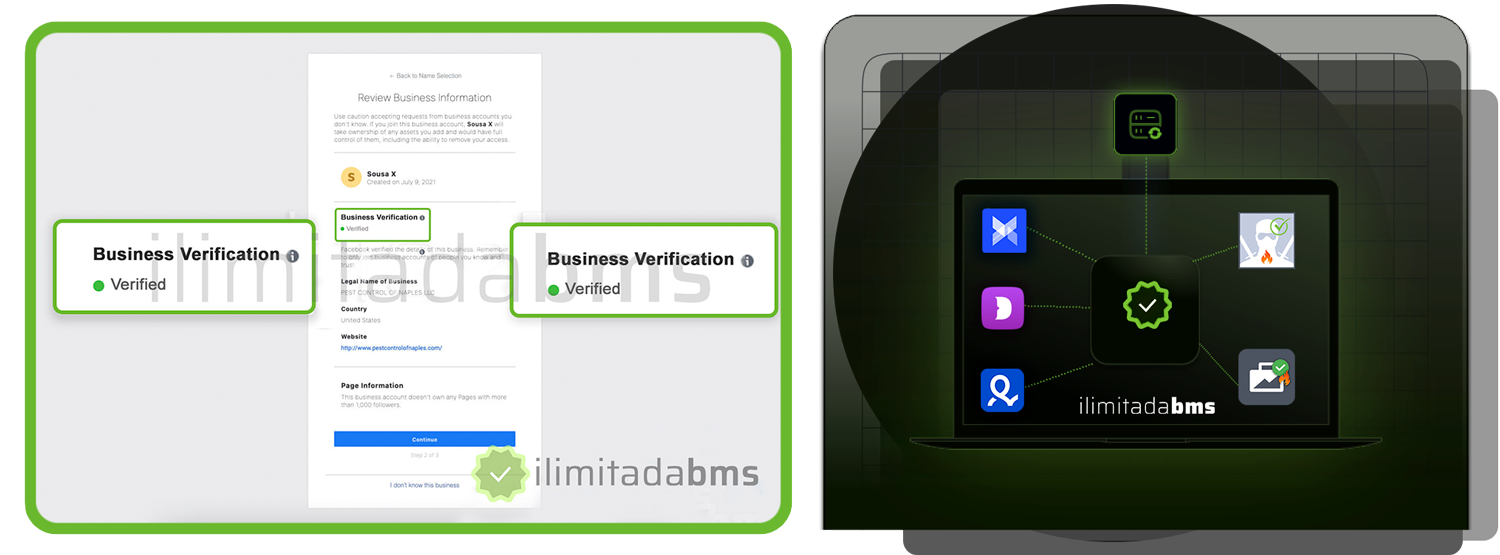 ← Back to Name Selection
Review Business Information
Use caution accepting requests from business accounts you
don't know. If you join this business account, Sousa X will
take ownership of any assets you add and would have full
control of them, including the ability to remove your access.
S
Sousa X
Created on July 9, 2021
Business Verification
Verified
Facebook verified the details of this business. Remember
to only join business accounts of people you know and
trust
Legal Name of Business
PEST CONTROL OF NAPLES LLC
Country
United States
Website
http://www.pestcontrolofnaples.com/
Page Information
This business account doesn't own any Pages with more
than 1,000 followers.
Continue
Step 2 of 3
I don't know this business
Business Verification
Verified
Business Verification
Verified
ilimitadabms
ilimitadabms
ilimitadabms